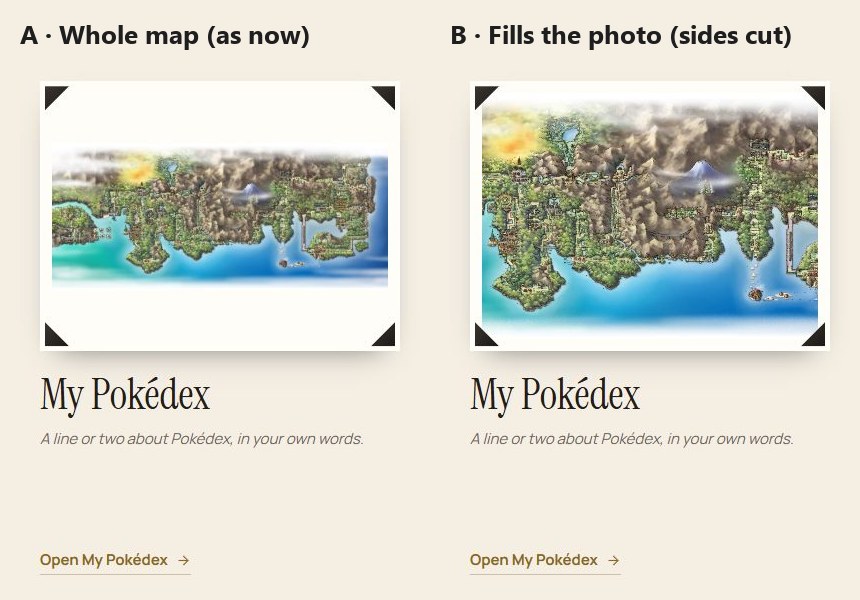 A · Whole map (as now)
My Pokédex
A line or two about Pokédex, in your own words.
Open My Pokédex →
B · Fills the photo (sides cut)
My Pokédex
A line or two about Pokédex, in your own words.
Open My Pokédex →